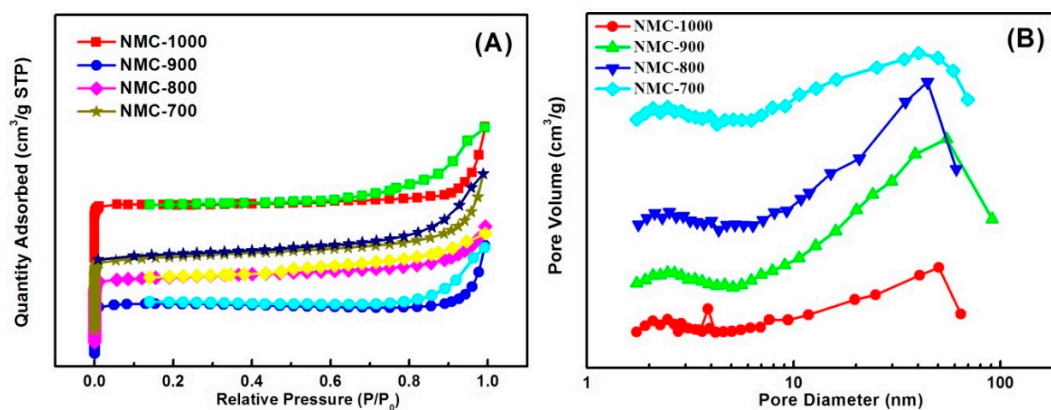 (A)
NMC-1000
NMC-900
NMC-800
NMC-700
Quantity Adsorbed (cm³/g STP)
0.0 0.2 0.4 0.6 0.8 1.0
Relative Pressure (P/P₀)
(B)
NMC-1000
NMC-900
NMC-800
NMC-700
Pore Volume (cm³/g)
1 10 100
Pore Diameter (nm)